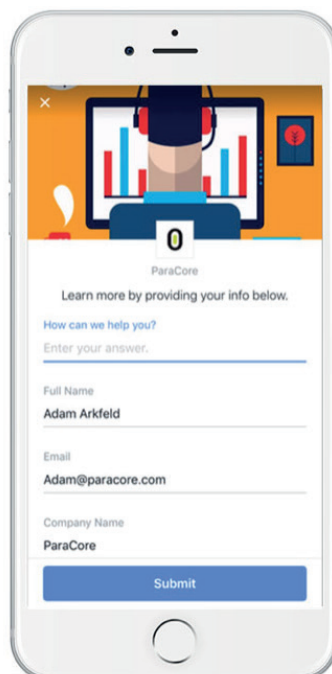 ParaCore
Learn more by providing your info below.
How can we help you?
Enter your answer.
Full Name
Adam Arkfeld
Email
Adam@paracore.com
Company Name
ParaCore
Submit